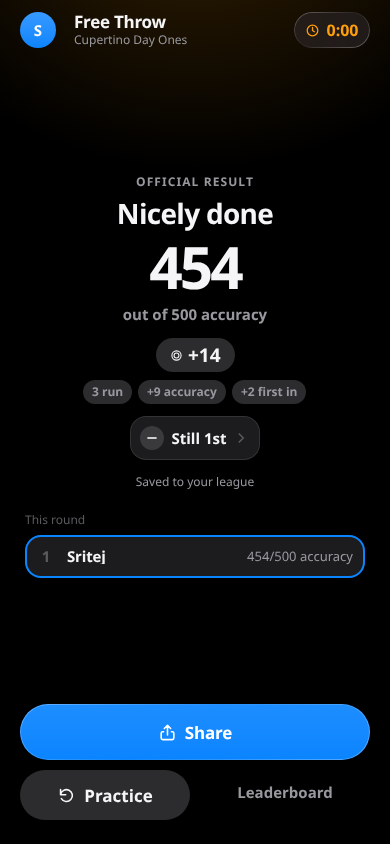 S
Free Throw
Cupertino Day Ones
0:00
OFFICIAL RESULT
Nicely done
454
out of 500 accuracy
+14
3 run +9 accuracy +2 first in
Still 1st
Saved to your league
This round
1 Sritej 454/500 accuracy
Share
Practice Leaderboard